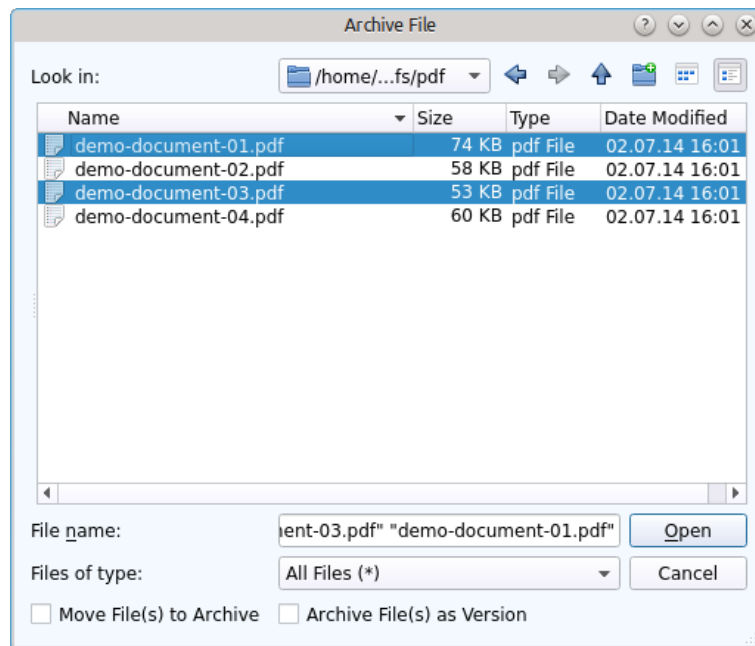 Archive File
Look in: /home/...fs/pdf
Name Size Type Date Modified
demo-document-01.pdf 74 KB pdf File 02.07.14 16:01
demo-document-02.pdf 58 KB pdf File 02.07.14 16:01
demo-document-03.pdf 53 KB pdf File 02.07.14 16:01
demo-document-04.pdf 60 KB pdf File 02.07.14 16:01
File name: ent-03.pdf" "demo-document-01.pdf" Open
Files of type: All Files (*) Cancel
Move File(s) to Archive Archive File(s) as Version